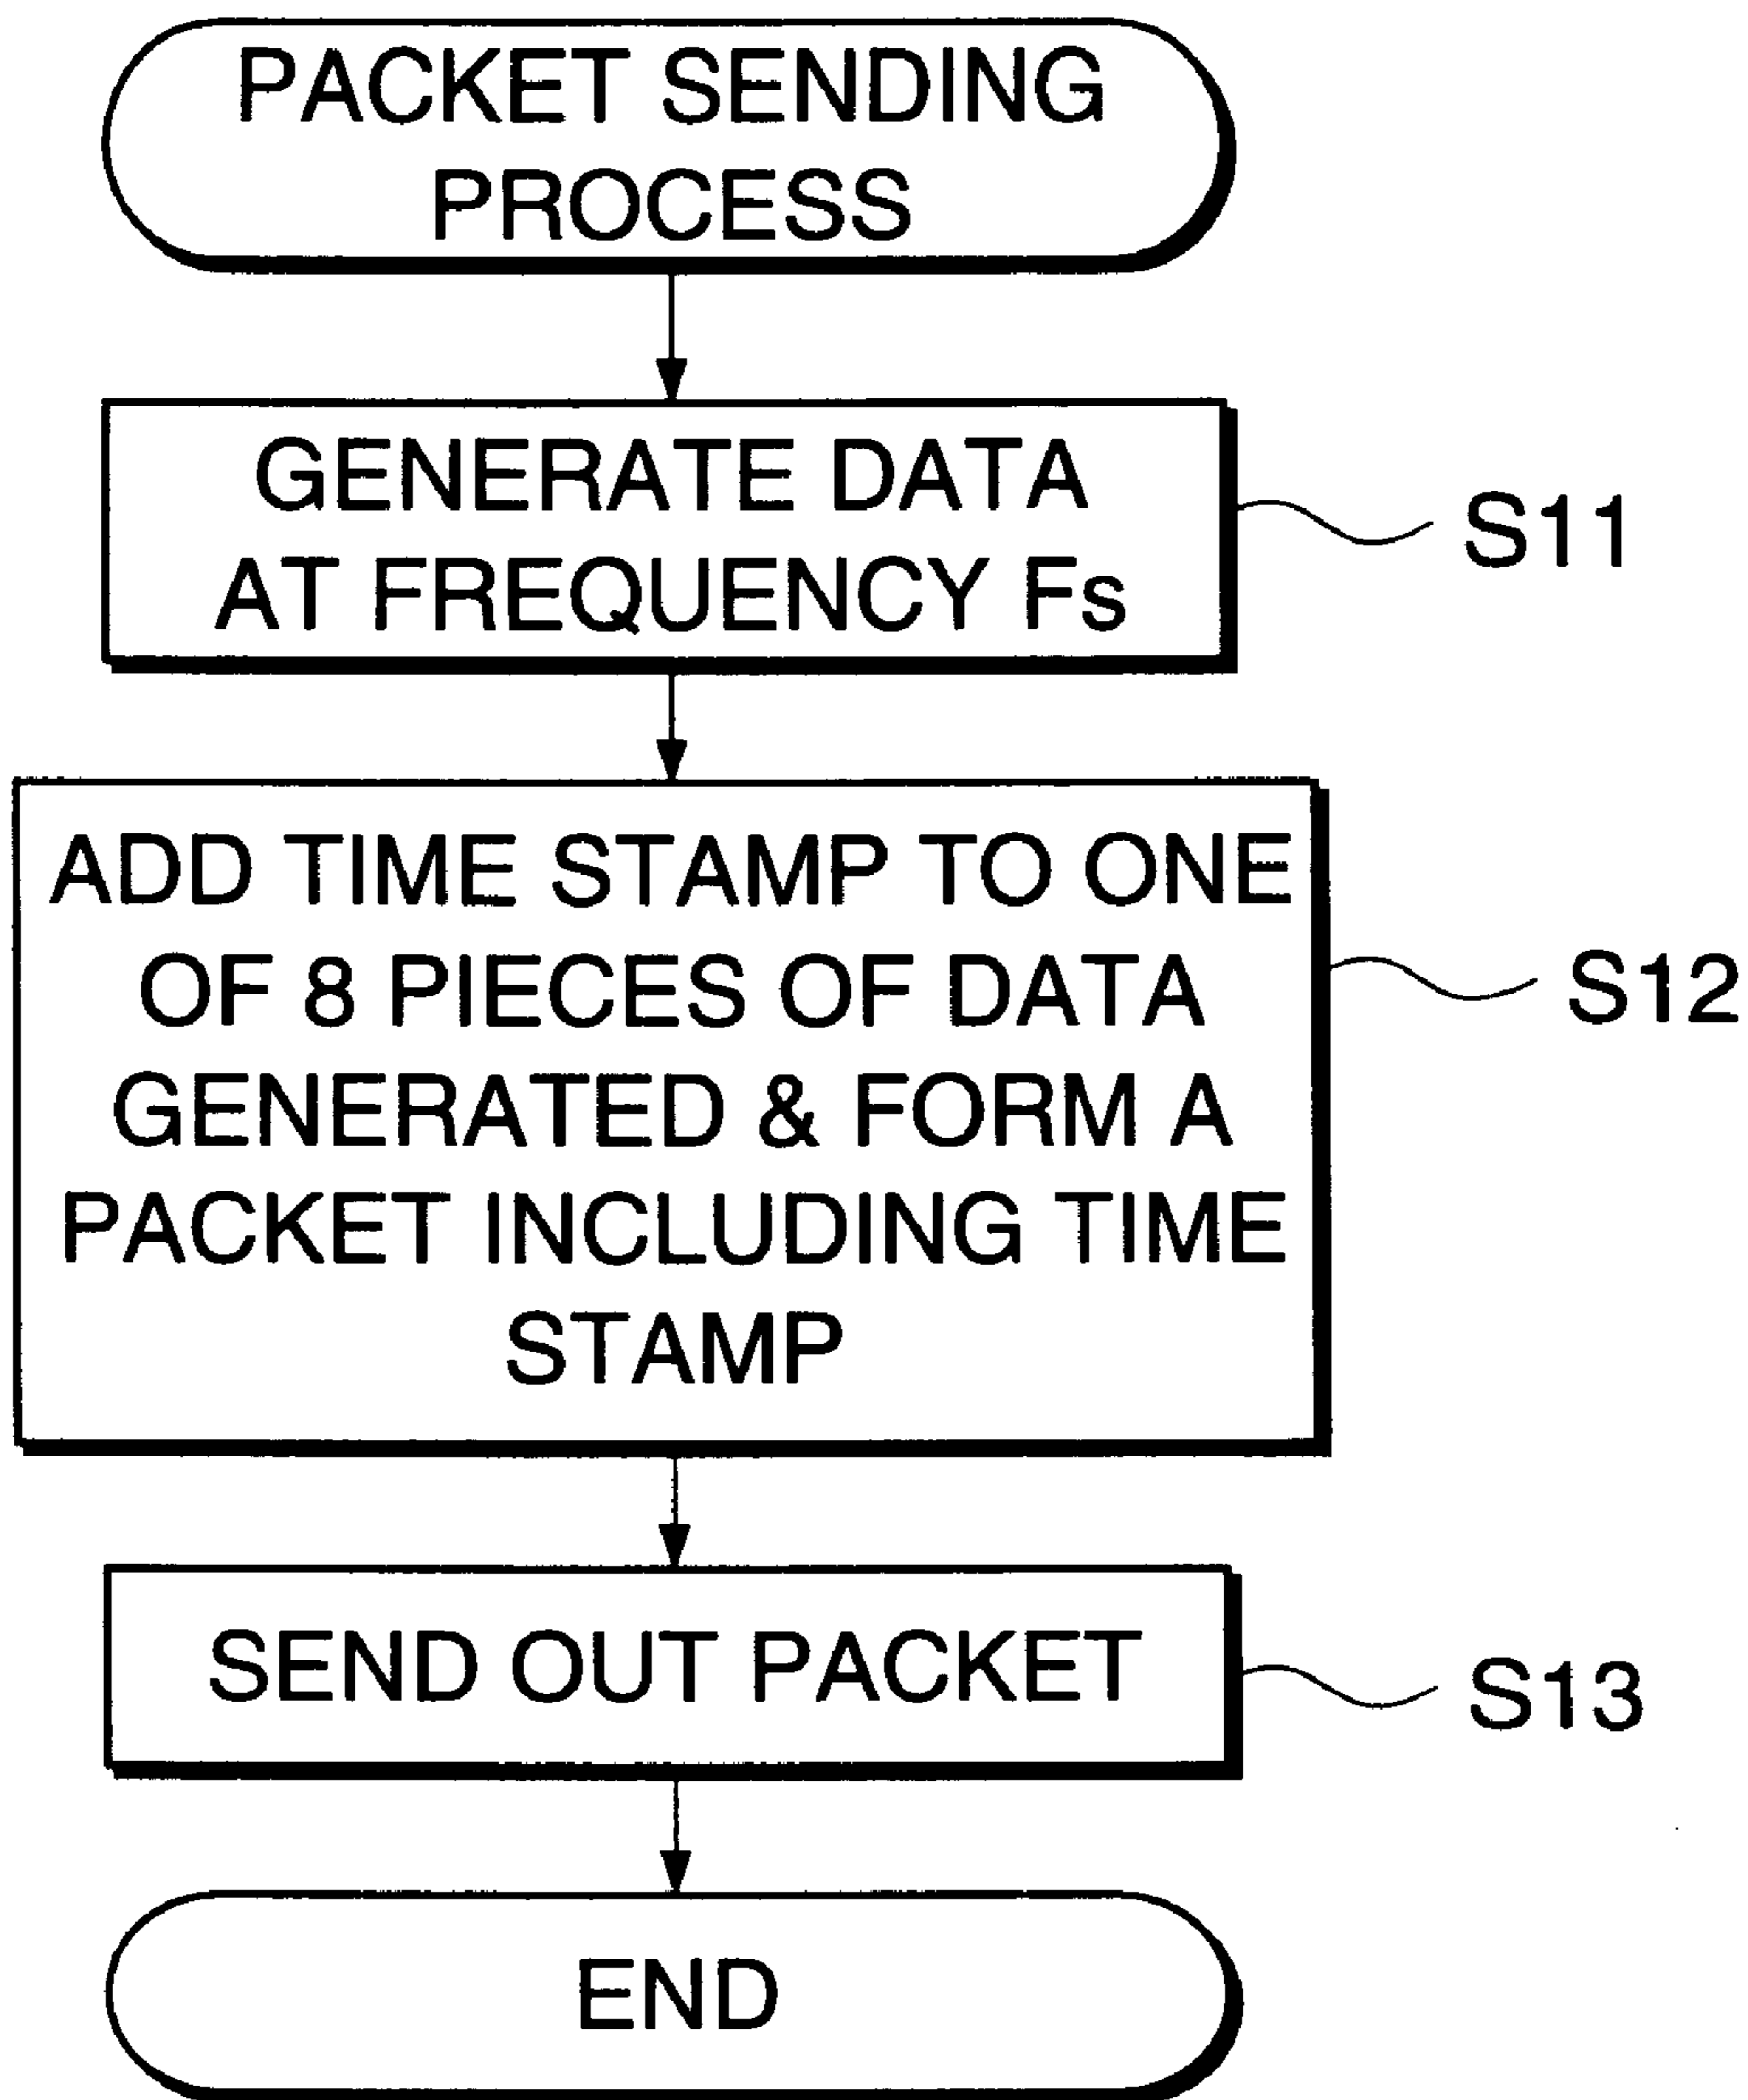 PACKET SENDING
PROCESS
GENERATE DATA
AT FREQUENCY Fs
S11
ADD TIME STAMP TO ONE
OF 8 PIECES OF DATA
GENERATED & FORM A
PACKET INCLUDING TIME
STAMP
S12
SEND OUT PACKET
S13
END